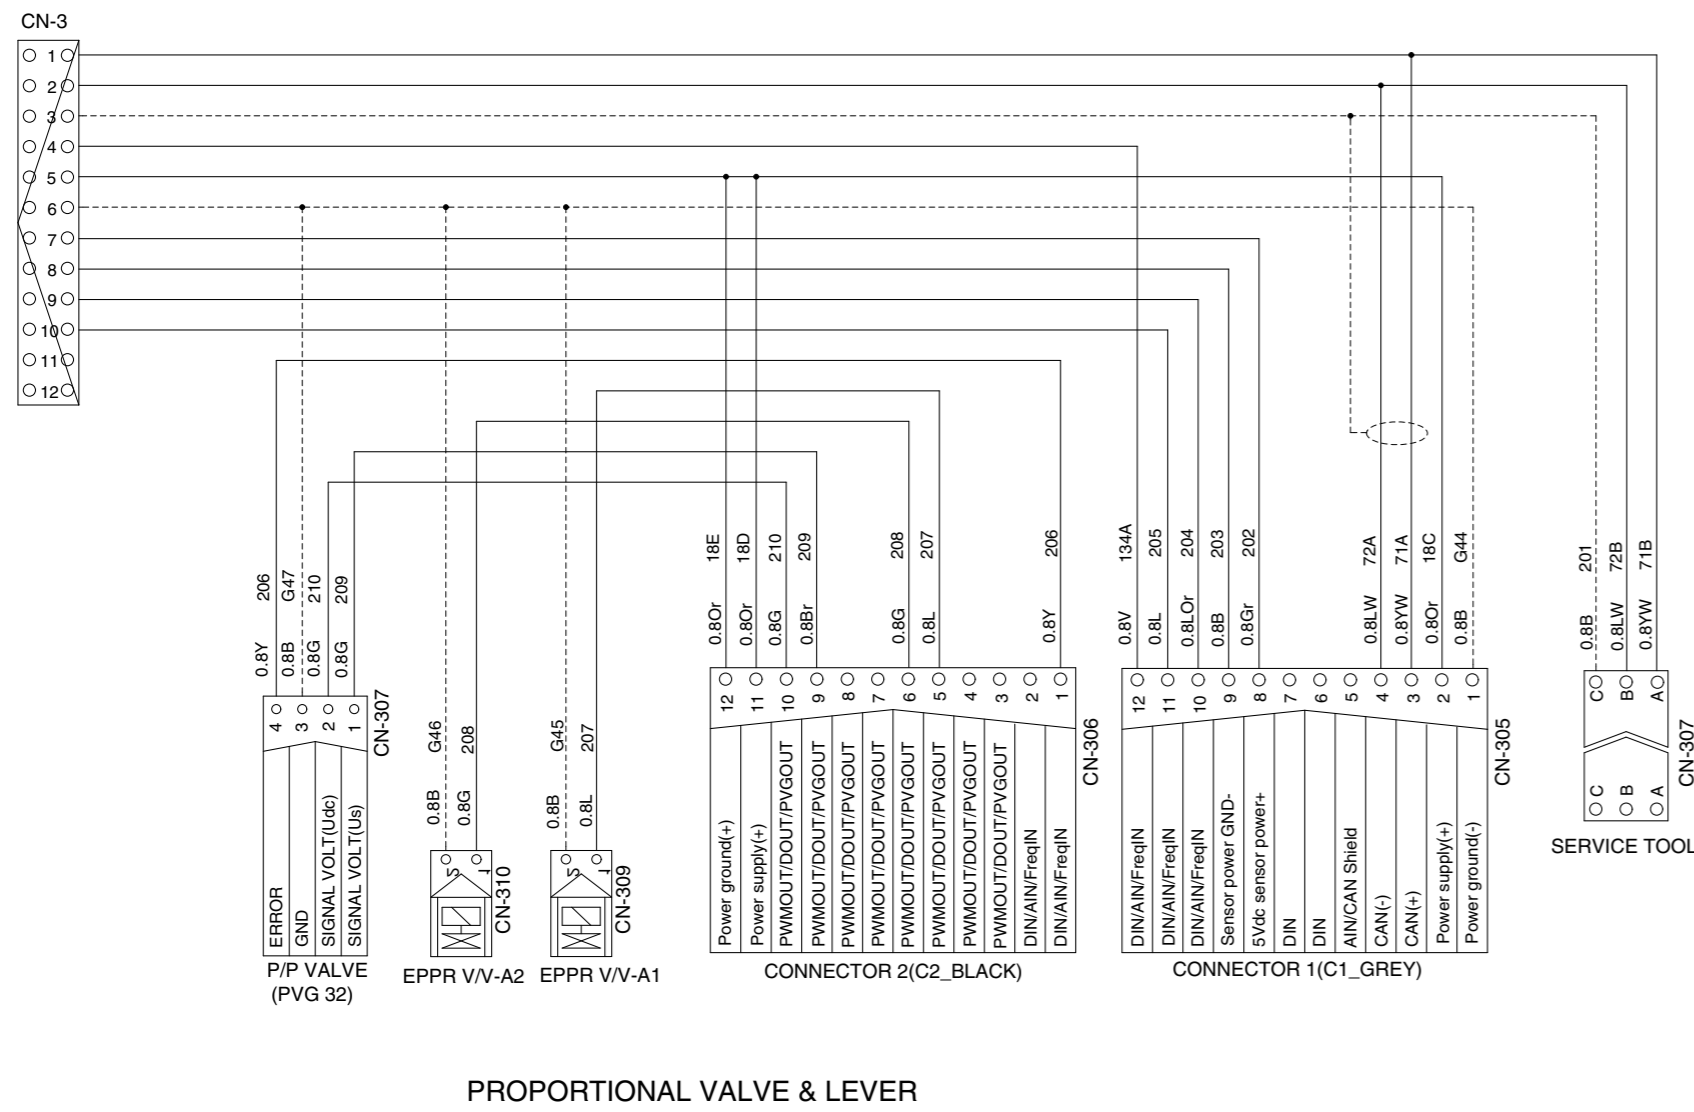 CN-3
1
2
3
4
5
6
7
8
9
10
11
12
206
G47
210
209
0.8Y
0.8B
0.8G
0.8G
4
3
2
1
CN-307
ERROR
GND
SIGNAL VOLT(Udc)
SIGNAL VOLT(Us)
P/P VALVE
(PVG 32)
G46
208
0.8B
0.8G
2
1
CN-310
EPPR V/V-A2
G45
207
0.8B
0.8L
2
1
CN-309
EPPR V/V-A1
18E
18D
210
209
208
207
206
0.8Or
0.8Or
0.8G
0.8Br
0.8G
0.8L
0.8Y
12
11
10
9
8
7
6
5
4
3
2
1
CN-306
Power ground(+)
Power supply(+)
PWMOUT/DOUT/PVGOUT
PWMOUT/DOUT/PVGOUT
PWMOUT/DOUT/PVGOUT
PWMOUT/DOUT/PVGOUT
PWMOUT/DOUT/PVGOUT
PWMOUT/DOUT/PVGOUT
PWMOUT/DOUT/PVGOUT
PWMOUT/DOUT/PVGOUT
DIN/AIN/FreqIN
DIN/AIN/FreqIN
CONNECTOR 2(C2_BLACK)
134A
205
204
203
202
72A
71A
18C
G44
0.8V
0.8L
0.8LOr
0.8B
0.8Gr
0.8LW
0.8YW
0.8Or
0.8B
12
11
10
9
8
7
6
5
4
3
2
1
CN-305
DIN/AIN/FreqIN
DIN/AIN/FreqIN
DIN/AIN/FreqIN
Sensor power GND-
5Vdc sensor power+
DIN
DIN
AIN/CAN Shield
CAN(-)
CAN(+)
Power supply(+)
Power ground(-)
CONNECTOR 1(C1_GREY)
201
72B
71B
0.8B
0.8LW
0.8YW
C
B
A
C
B
A
CN-307
SERVICE TOOL
PROPORTIONAL VALVE & LEVER